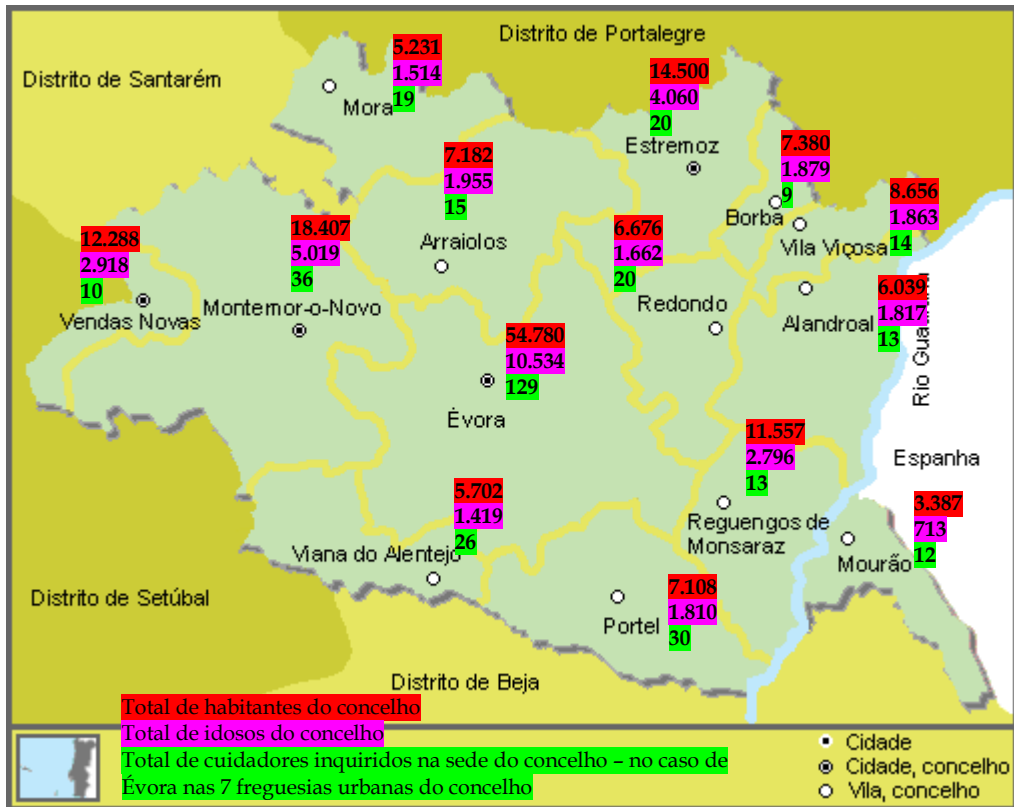 Distrito de Portalegre
Distrito de Santarém
5.231
1.514
19
Mora
14.500
4.060
20
Estremoz
7.380
1.879
9
Borba
7.182
1.955
15
Arraiolos
8.656
1.863
14
Vila Viçosa
12.288
2.918
10
Vendas Novas
18.407
5.019
36
Montemor-o-Novo
6.676
1.662
20
Redondo
6.039
1.817
13
Alandroal
54.780
10.534
129
Évora
11.557
2.796
13
Reguengos de
Monsaraz
Espanha
5.702
1.419
26
Viana do Alentejo
3.387
713
12
Mourão
7.108
1.810
30
Portel
Distrito de Setúbal
Distrito de Beja
Total de habitantes do concelho
Total de idosos do concelho
Total de cuidadores inquiridos na sede do concelho – no caso de
Évora nas 7 freguesias urbanas do concelho
Cidade
Cidade, concelho
Vila, concelho
Rio